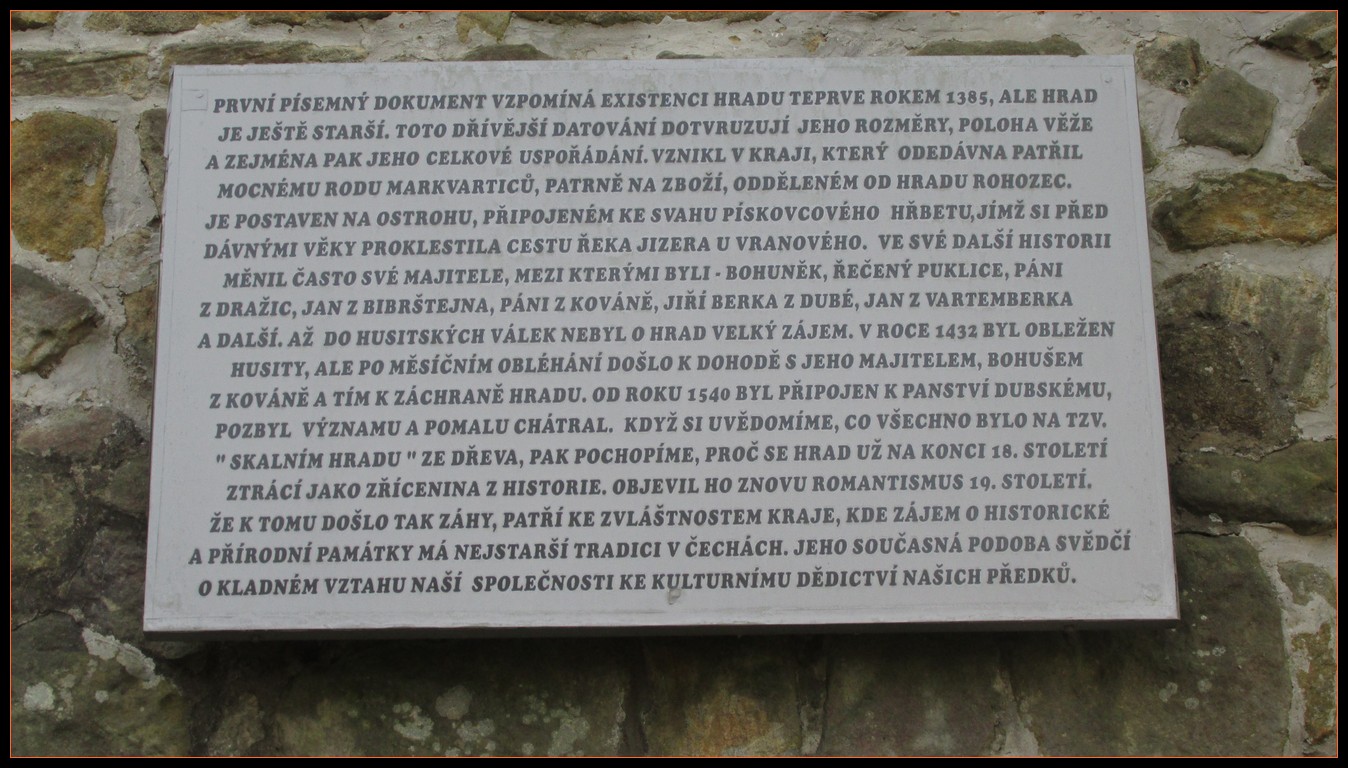 PRVNÍ PÍSEMNÝ DOKUMENT VZPOMÍNÁ EXISTENCI HRADU TEPRVE ROKEM 1385, ALE HRAD
JE JEŠTĚ STARŠÍ. TOTO DŘÍVĚJŠÍ DATOVÁNÍ DOTVRUZUJÍ JEHO ROZMĚRY, POLOHA VĚŽE
A ZEJMÉNA PAK JEHO CELKOVÉ USPOŘÁDÁNÍ. VZNIKL V KRAJI, KTERÝ ODEDÁVNA PATŘIL
MOCNÉMU RODU MARKVARTICŮ, PATRNĚ NA ZBOŽÍ, ODDĚLENÉM OD HRADU ROHOZEC.
JE POSTAVEN NA OSTROHU, PŘIPOJENÉM KE SVAHU PÍSKOVCOVÉHO HŘBETU,JÍMŽ SI PŘED
DÁVNÝMI VĚKY PROKLESTILA CESTU ŘEKA JIZERA U VRANOVÉHO. VE SVÉ DALŠÍ HISTORII
MĚNIL ČASTO SVÉ MAJITELE, MEZI KTERÝMI BYLI - BOHUNĚK, ŘEČENÝ PUKLICE, PÁNI
Z DRAŽIC, JAN Z BIBRŠTEJNA, PÁNI Z KOVÁNĚ, JIŘÍ BERKA Z DUBÉ, JAN Z VARTEMBERKA
A DALŠÍ. AŽ DO HUSITSKÝCH VÁLEK NEBYL O HRAD VELKÝ ZÁJEM. V ROCE 1432 BYL OBLEŽEN
HUSITY, ALE PO MĚSÍČNÍM OBLÉHÁNÍ DOŠLO K DOHODĚ S JEHO MAJITELEM, BOHUŠEM
Z KOVÁNĚ A TÍM K ZÁCHRANĚ HRADU. OD ROKU 1540 BYL PŘIPOJEN K PANSTVÍ DUBSKÉMU,
POZBYL VÝZNAMU A POMALU CHÁTRAL. KDYŽ SI UVĚDOMÍME, CO VŠECHNO BYLO NA TZV.
" SKALNÍM HRADU " ZE DŘEVA, PAK POCHOPÍME, PROČ SE HRAD UŽ NA KONCI 18. STOLETÍ
ZTRÁCÍ JAKO ZŘÍCENINA Z HISTORIE. OBJEVIL HO ZNOVU ROMANTISMUS 19. STOLETÍ.
ŽE K TOMU DOŠLO TAK ZÁHY, PATŘÍ KE ZVLÁŠTNOSTEM KRAJE, KDE ZÁJEM O HISTORICKÉ
A PŘÍRODNÍ PAMÁTKY MÁ NEJSTARŠÍ TRADICI V ČECHÁCH. JEHO SOUČASNÁ PODOBA SVĚDČÍ
O KLADNÉM VZTAHU NAŠÍ SPOLEČNOSTI KE KULTURNÍMU DĚDICTVÍ NAŠICH PŘEDKŮ.